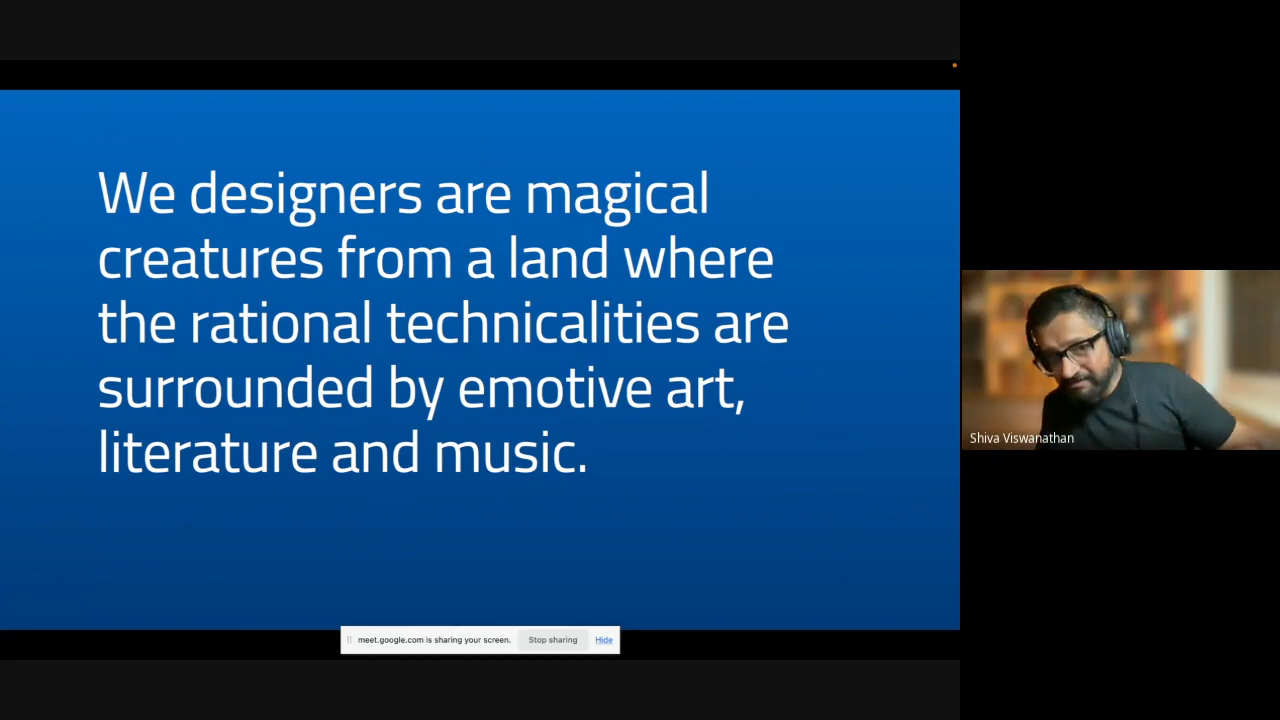 We designers are magical
creatures from a land where
the rational technicalities are
surrounded by emotive art,
literature and music.
Shiva Viswanathan
meet.google.com is sharing your screen.
Stop sharing
Hide